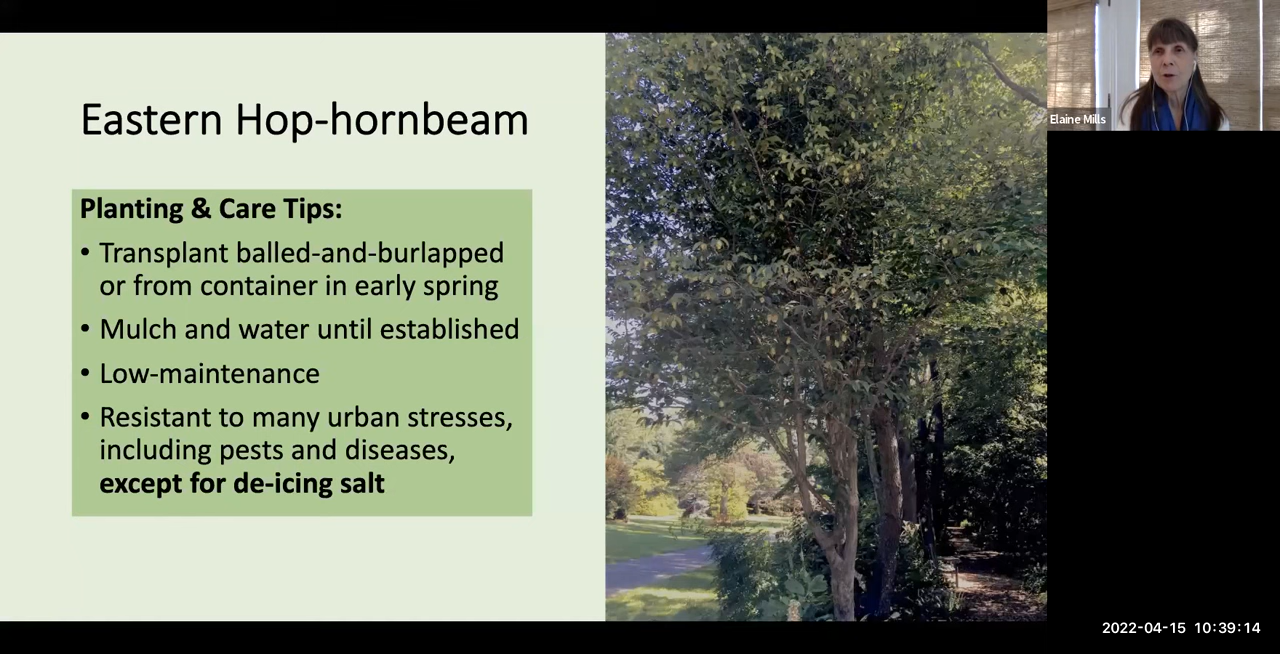 Eastern Hop-hornbeam
Planting & Care Tips:
• Transplant balled-and-burlapped
or from container in early spring
• Mulch and water until established
• Low-maintenance
• Resistant to many urban stresses,
including pests and diseases,
except for de-icing salt
Elaine Mills
2022-04-15 10:39:14